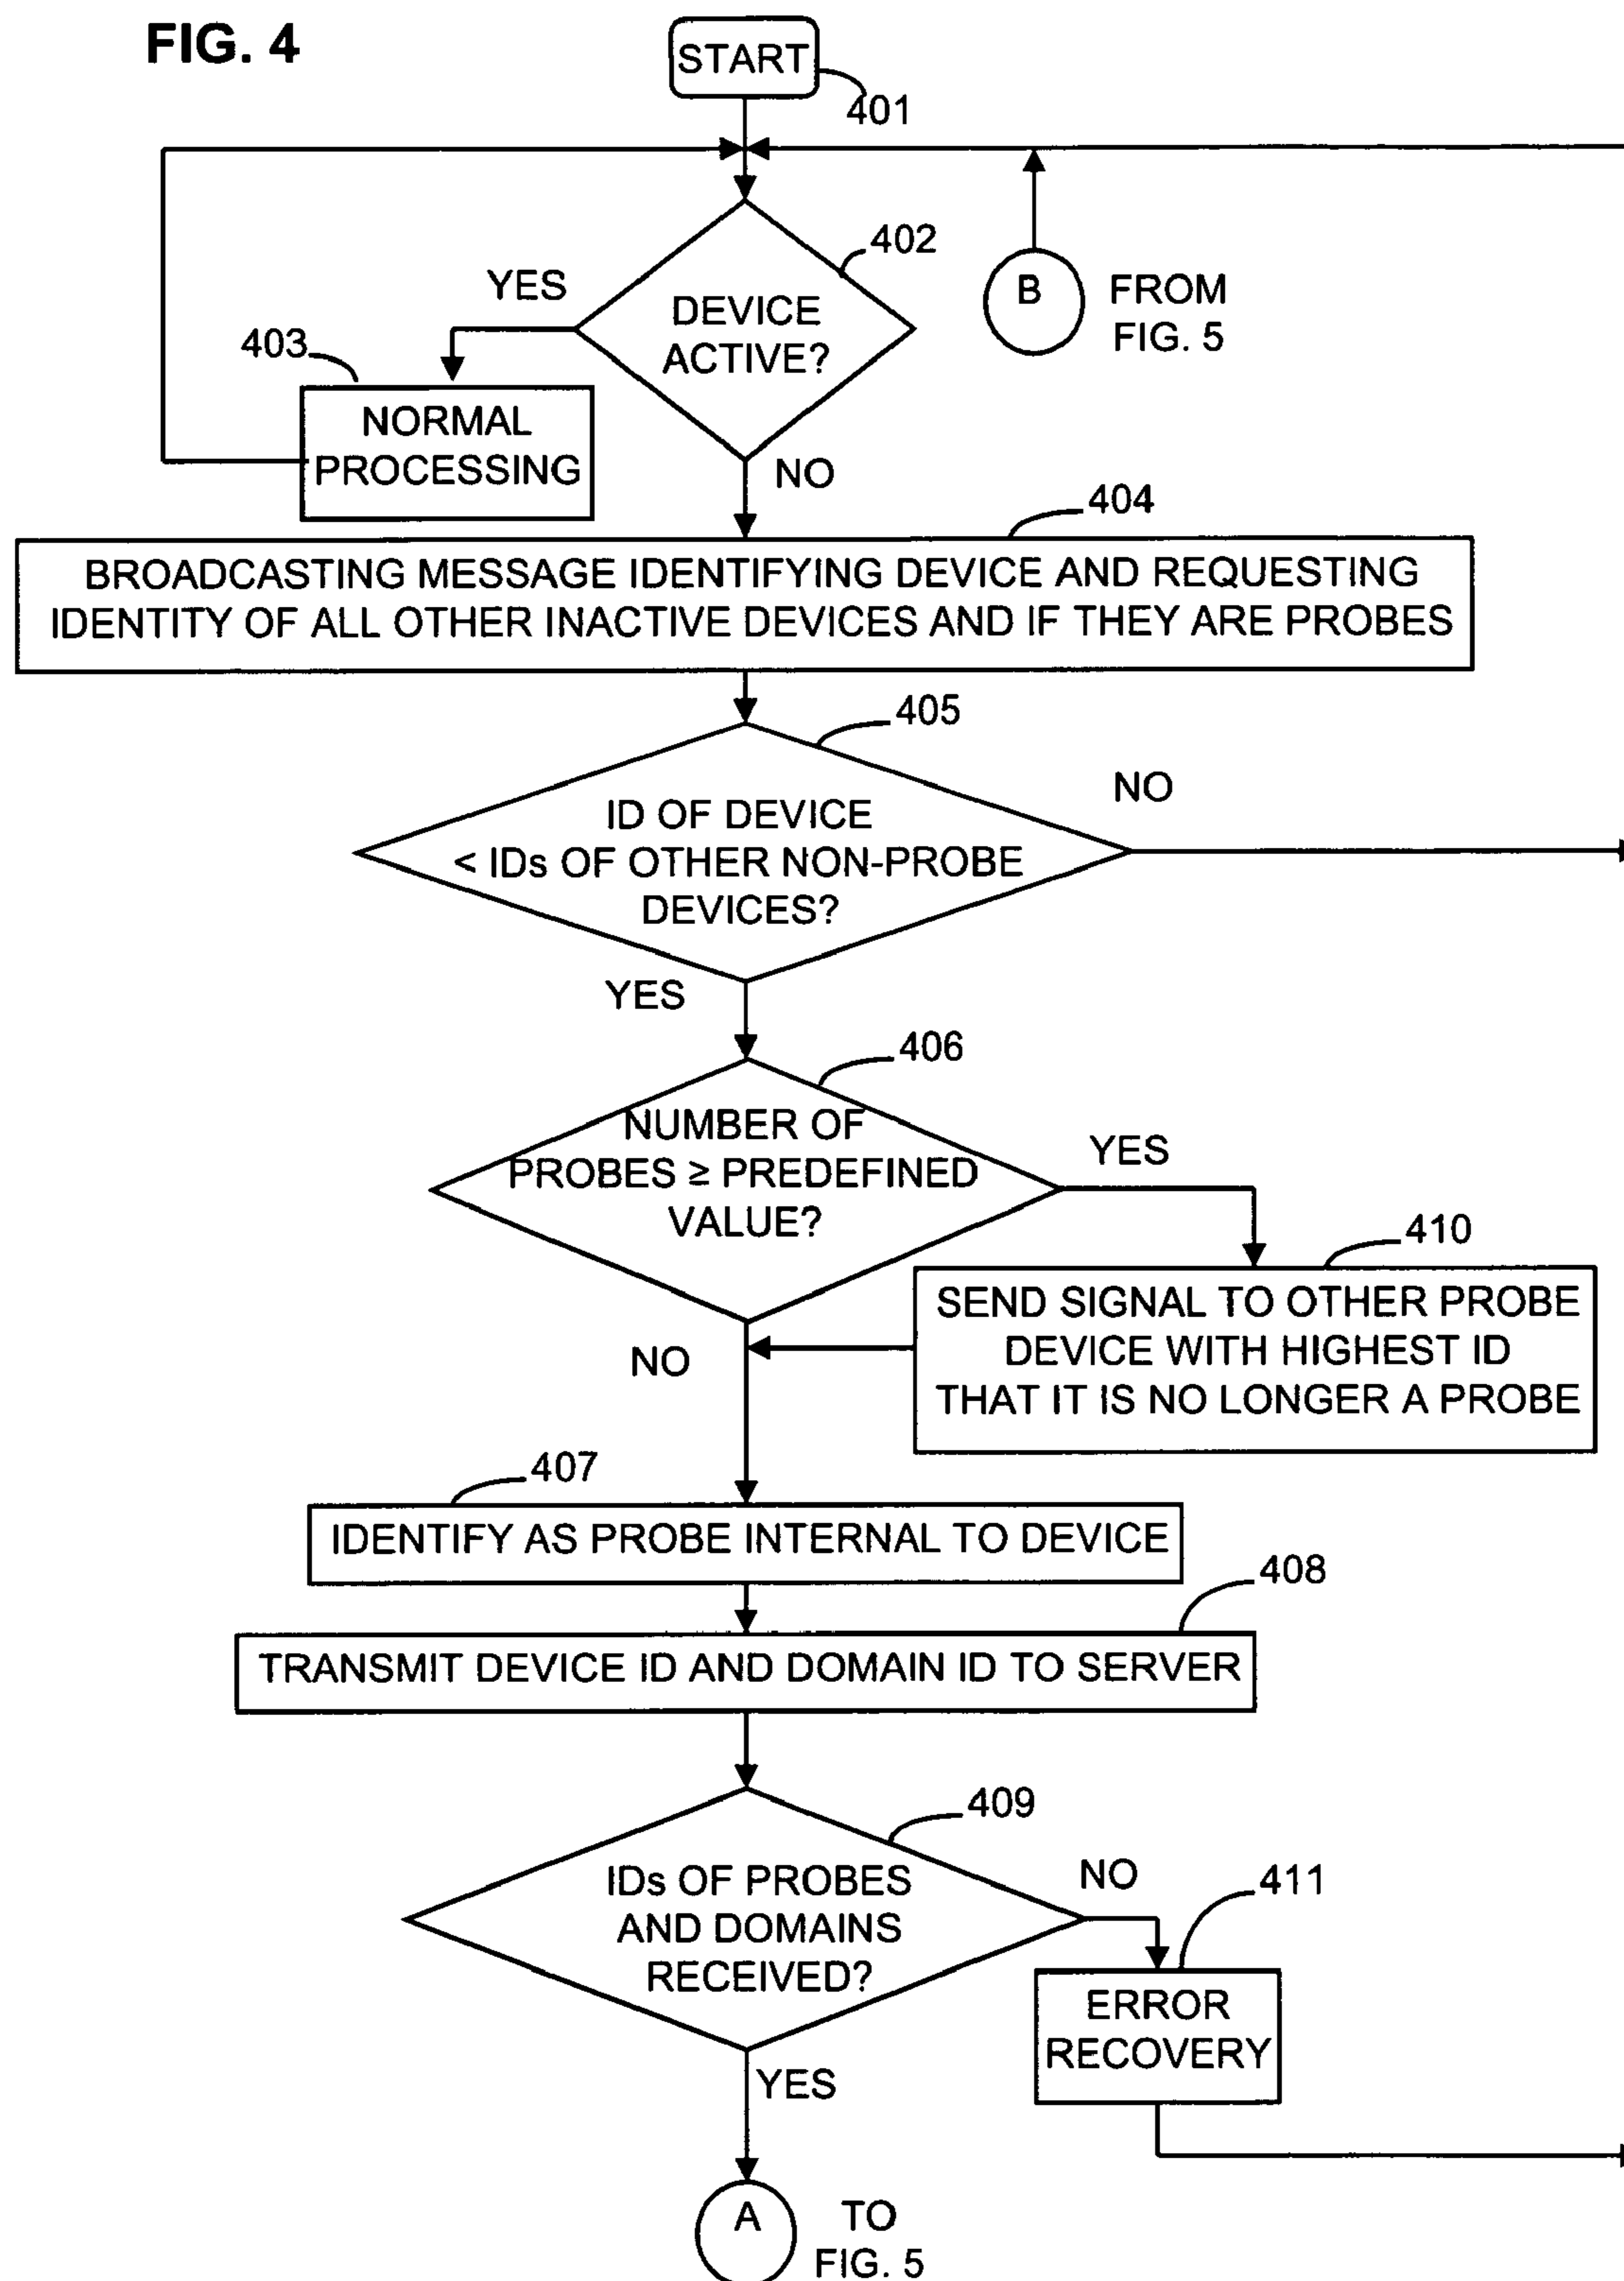 FIG. 4
START
401
402
DEVICE
ACTIVE?
YES
B
FROM
FIG. 5
403
NORMAL
PROCESSING
NO
404
BROADCASTING MESSAGE IDENTIFYING DEVICE AND REQUESTING
IDENTITY OF ALL OTHER INACTIVE DEVICES AND IF THEY ARE PROBES
405
NO
ID OF DEVICE
< IDs OF OTHER NON-PROBE
DEVICES?
YES
406
NUMBER OF
PROBES ≥ PREDEFINED
VALUE?
YES
410
SEND SIGNAL TO OTHER PROBE
DEVICE WITH HIGHEST ID
THAT IT IS NO LONGER A PROBE
NO
407
IDENTIFY AS PROBE INTERNAL TO DEVICE
408
TRANSMIT DEVICE ID AND DOMAIN ID TO SERVER
409
IDs OF PROBES
AND DOMAINS
RECEIVED?
NO
411
ERROR
RECOVERY
YES
A
TO
FIG. 5